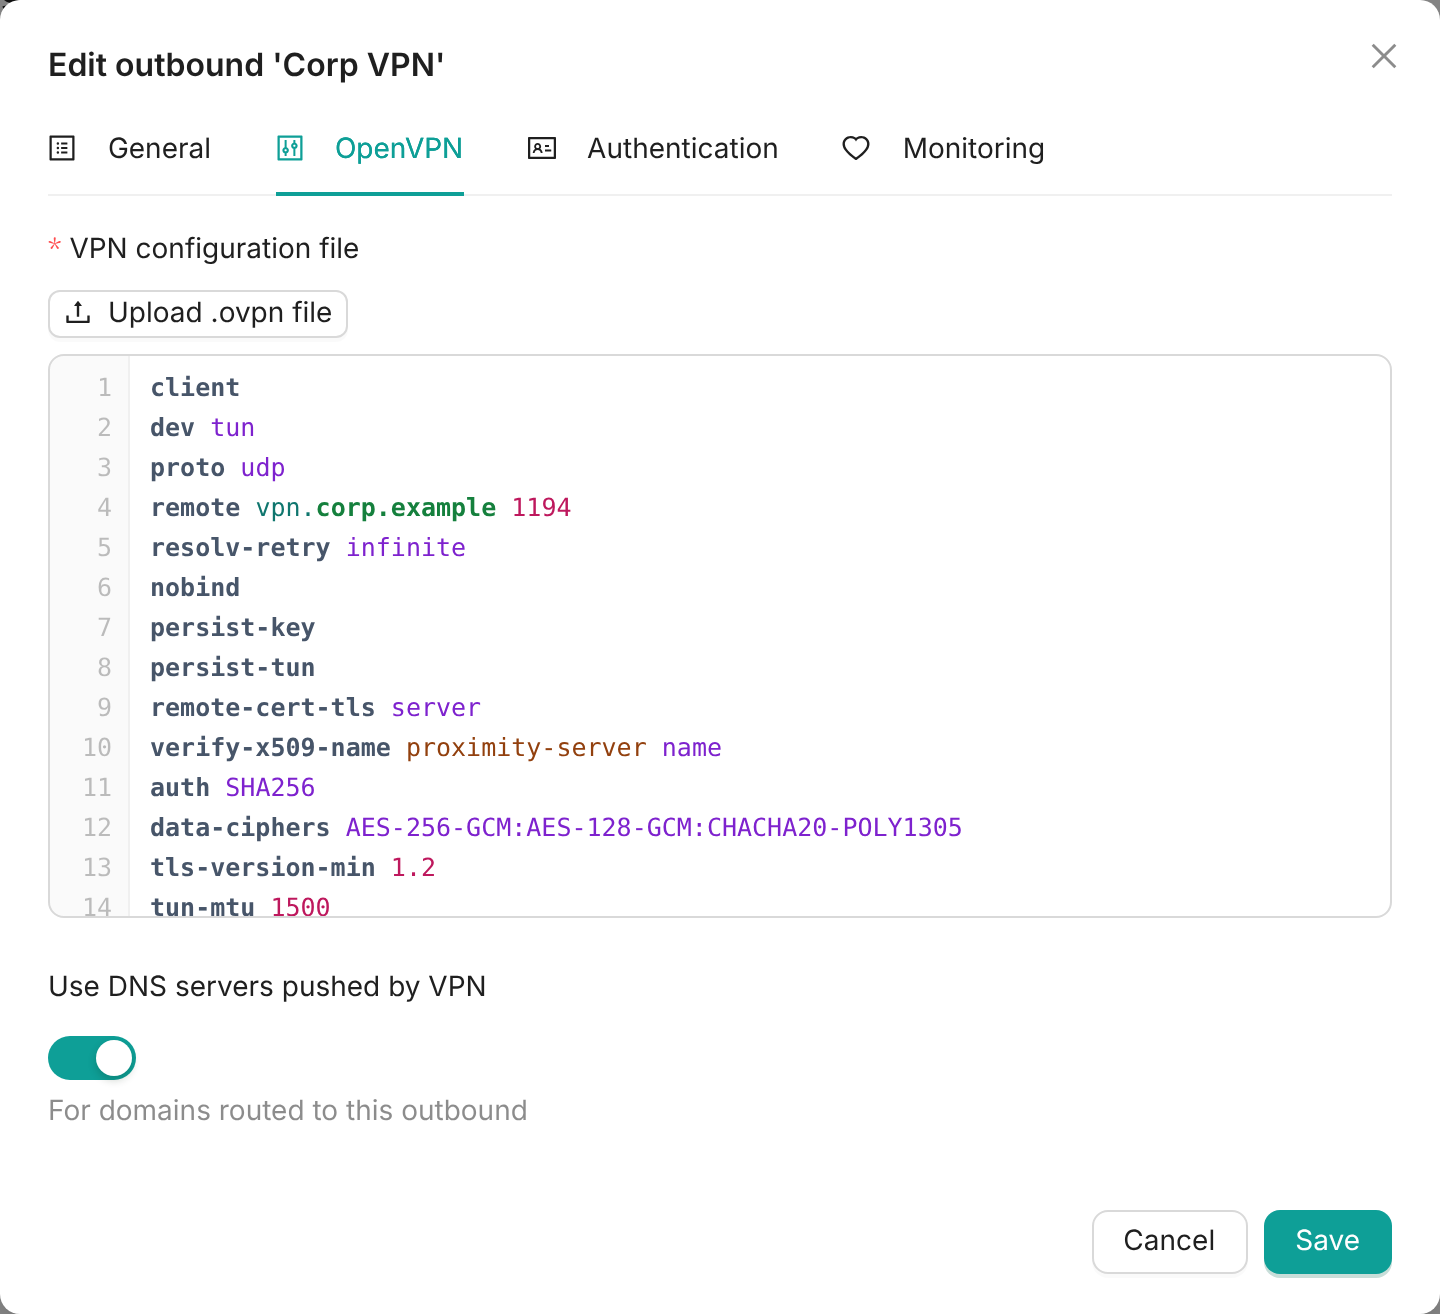 Edit outbound 'Corp VPN'
General OpenVPN Authentication Monitoring
* VPN configuration file
Upload .ovpn file
1 client
2 dev tun
3 proto udp
4 remote vpn.corp.example 1194
5 resolv-retry infinite
6 nobind
7 persist-key
8 persist-tun
9 remote-cert-tls server
10 verify-x509-name proximity-server name
11 auth SHA256
12 data-ciphers AES-256-GCM:AES-128-GCM:CHACHA20-POLY1305
13 tls-version-min 1.2
14 tun-mtu 1500
Use DNS servers pushed by VPN
For domains routed to this outbound
Cancel Save